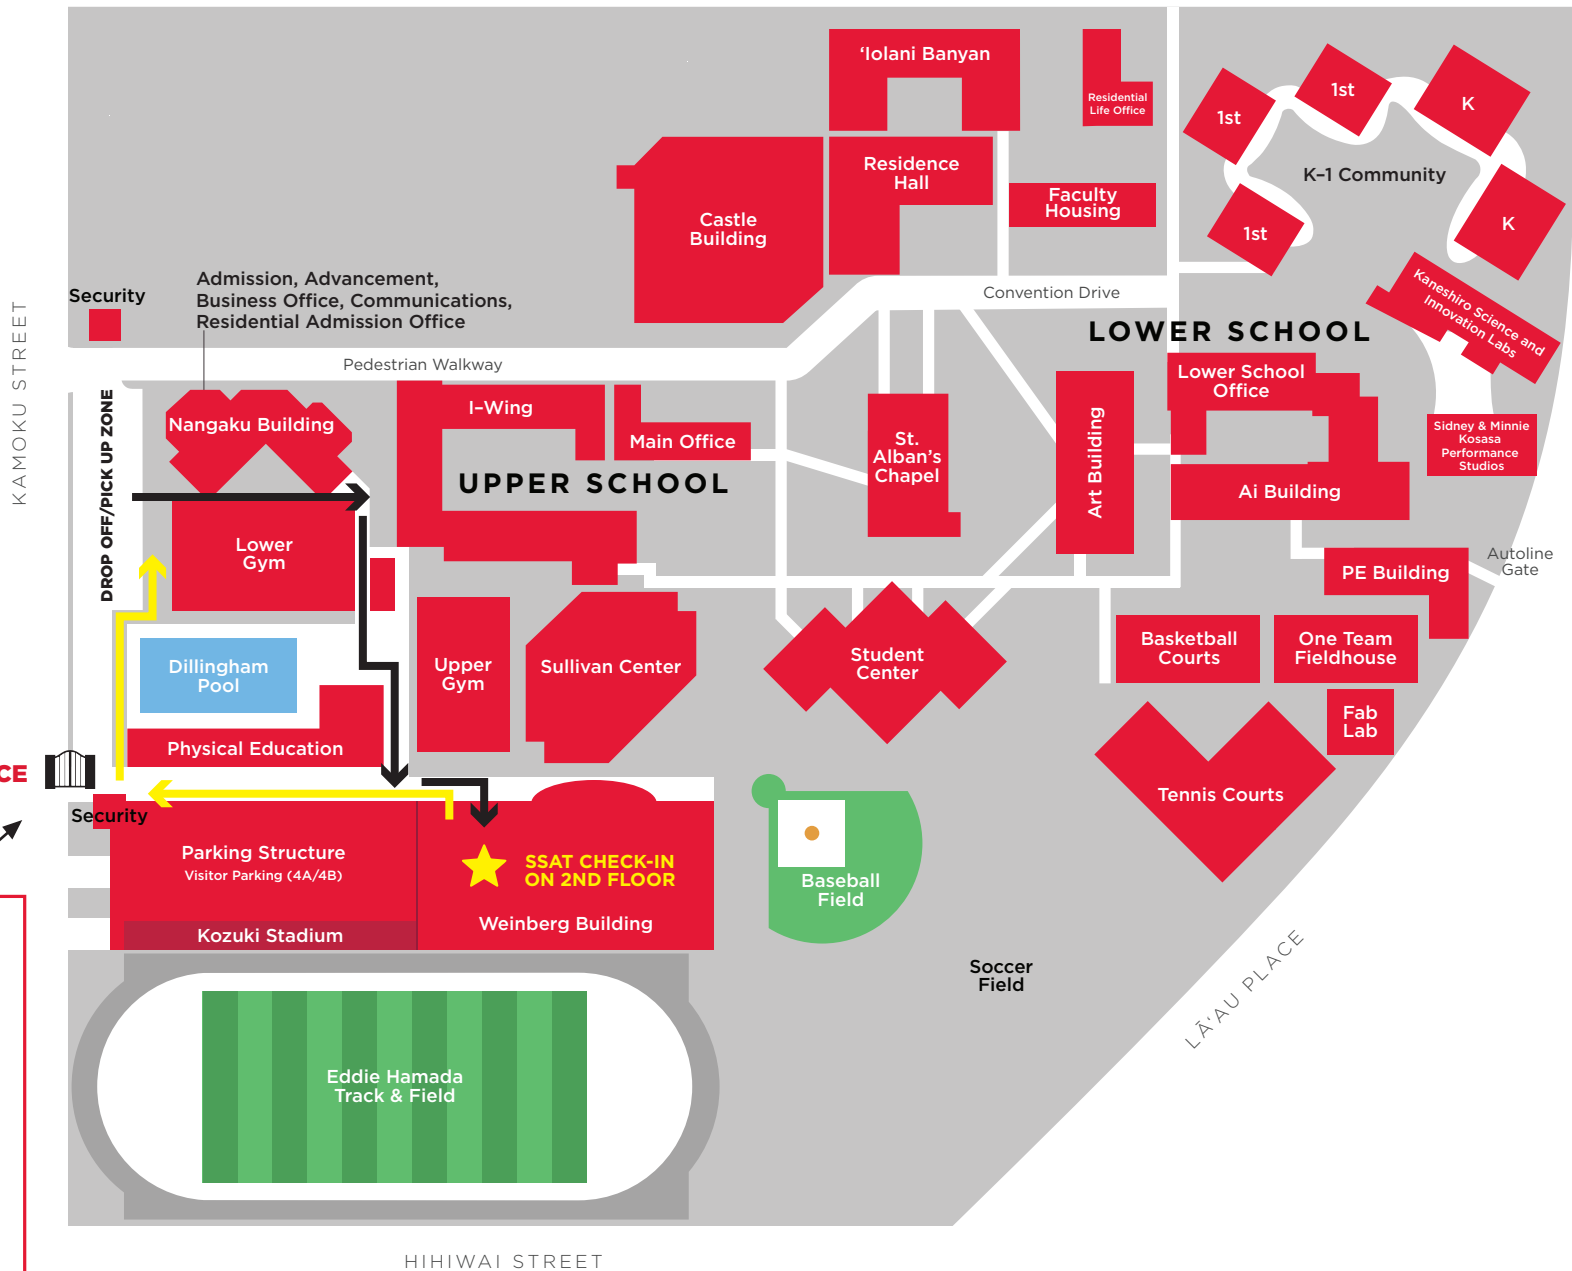 ‘Iolani Banyan
Residential
Life Office
1st
1st
K
K
1st
K–1 Community
Residence
Hall
Faculty
Housing
Castle
Building
Admission, Advancement,
Business Office, Communications,
Residential Admission Office
Security
KAMOKU STREET
Convention Drive
Pedestrian Walkway
LOWER SCHOOL
Kaneshiro Science and
Innovation Labs
Lower School
Office
Sidney & Minnie
Kosasa
Performance
Studios
DROP OFF/PICK UP ZONE
Nangaku Building
I–Wing
Main Office
UPPER SCHOOL
St.
Alban’s
Chapel
Art Building
Ai Building
Lower
Gym
PE Building
Autoline
Gate
Dillingham
Pool
Upper
Gym
Sullivan Center
Student
Center
Basketball
Courts
One Team
Fieldhouse
Fab
Lab
Physical Education
CE
Security
Tennis Courts
Parking Structure
Visitor Parking (4A/4B)
SSAT CHECK-IN
ON 2ND FLOOR
Weinberg Building
Kozuki Stadium
Baseball
Field
Soccer
Field
LĀ‘AU PLACE
Eddie Hamada
Track & Field
HIHIWAI STREET